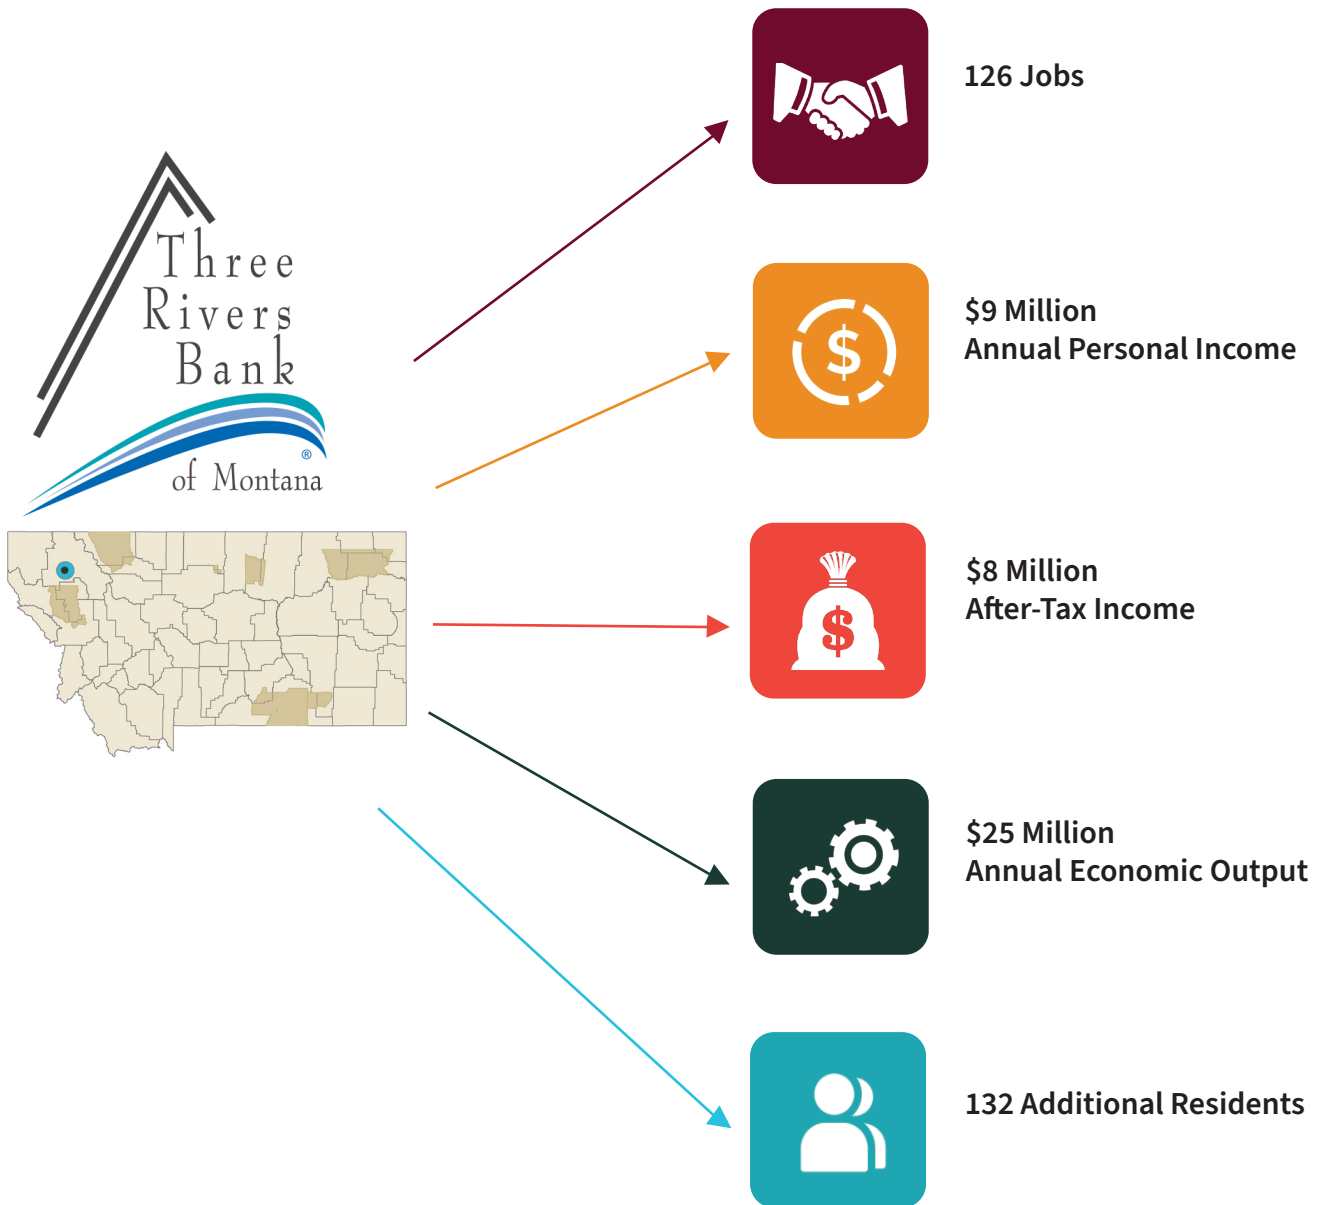 Three
Rivers
Bank
®
of Montana
126 Jobs
$9 Million
Annual Personal Income
$8 Million
After-Tax Income
$25 Million
Annual Economic Output
132 Additional Residents